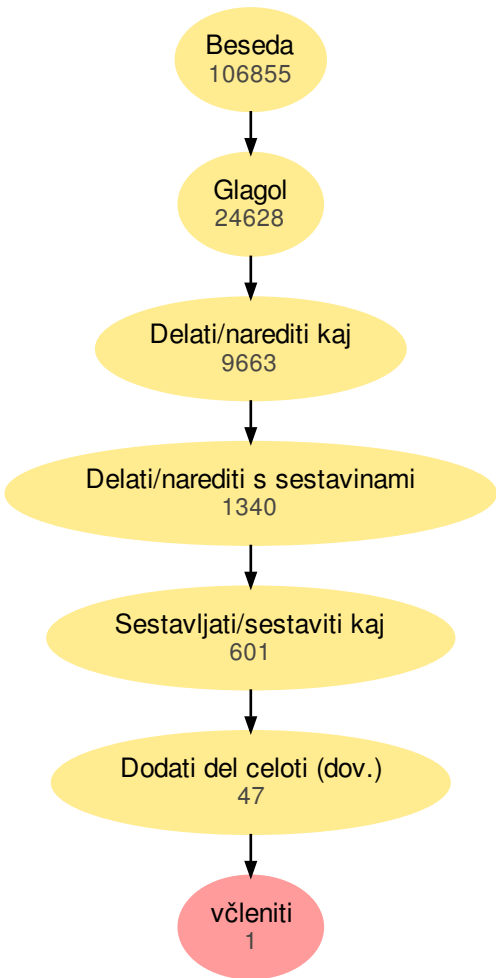 Beseda
106855
Glagol
24628
Delati/narediti kaj
9663
Delati/narediti s sestavinami
1340
Sestavljati/sestaviti kaj
601
Dodati del celoti (dov.)
47
včleniti
1